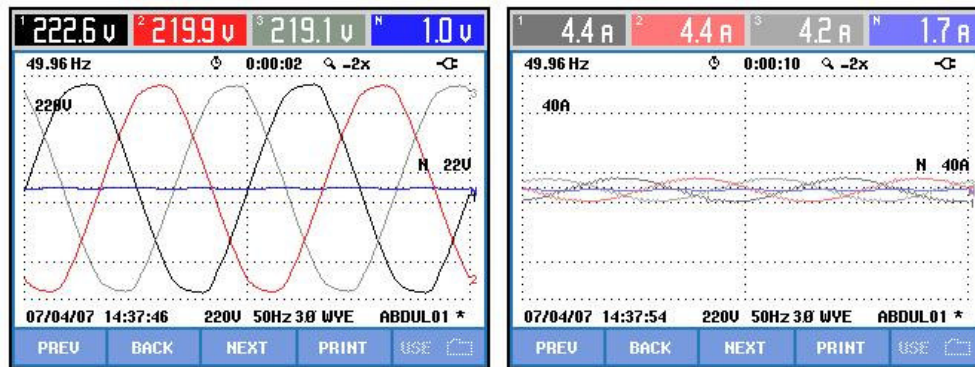 1 222.6 V 2 219.9 V 3 219.1 V N 1.0 V
49.96 Hz 0:00:02 -2x
220V
3
N 22V
N
1
2
07/04/07 14:37:46 220V 50Hz 3Ø WYE ABDUL01 *
PREV BACK NEXT PRINT USE
1 4.4 A 2 4.4 A 3 4.2 A N 1.7 A
49.96 Hz 0:00:10 -2x
40A
N 40A
07/04/07 14:37:54 220V 50Hz 3Ø WYE ABDUL01 *
PREV BACK NEXT PRINT USE